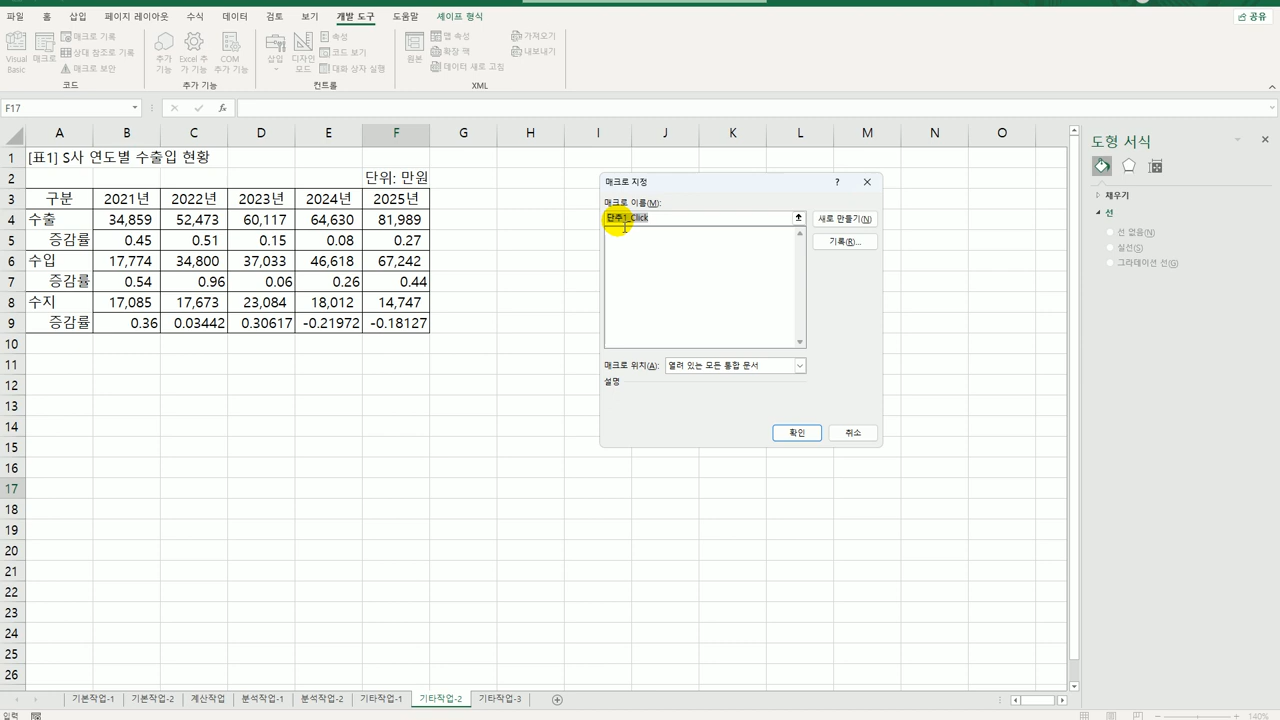 파일 홈 삽입 페이지 레이아웃 수식 데이터 검토 보기 개발 도구 도움말 셰이프 형식 공유
Visual Basic 매크로 매크로 기록 상대 참조로 기록 매크로 보안 코드
추가 기능 Excel 추가 기능 COM 추가 기능 추가 기능
삽입 디자인 모드 속성 코드 보기 대화 상자 실행 컨트롤
원본 맵 속성 확장 팩 데이터 새로 고침 가져오기 내보내기 XML
F17 fx
A B C D E F G H I J K L M N O
1 [표1] S사 연도별 수출입 현황
2 단위: 만원
3 구분 2021년 2022년 2023년 2024년 2025년
4 수출 34,859 52,473 60,117 64,630 81,989
5 증감률 0.45 0.51 0.15 0.08 0.27
6 수입 17,774 34,800 37,033 46,618 67,242
7 증감률 0.54 0.96 0.06 0.26 0.44
8 수지 17,085 17,673 23,084 18,012 14,747
9 증감률 0.36 0.03442 0.30617 -0.21972 -0.18127
10
11
12
13
14
15
16
17
18
19
20
21
22
23
24
25
26
매크로 지정 ?
매크로 이름(M):
단추1_Click
새로 만들기(N)
기록(R)...
매크로 위치(A): 열려 있는 모든 통합 문서
설명
확인 취소
도형 서식
채우기
선
선 없음(N)
실선(S)
그라데이션 선(G)
기본작업-1 기본작업-2 계산작업 분석작업-1 분석작업-2 기타작업-1 기타작업-2 기타작업-3
입력 140%